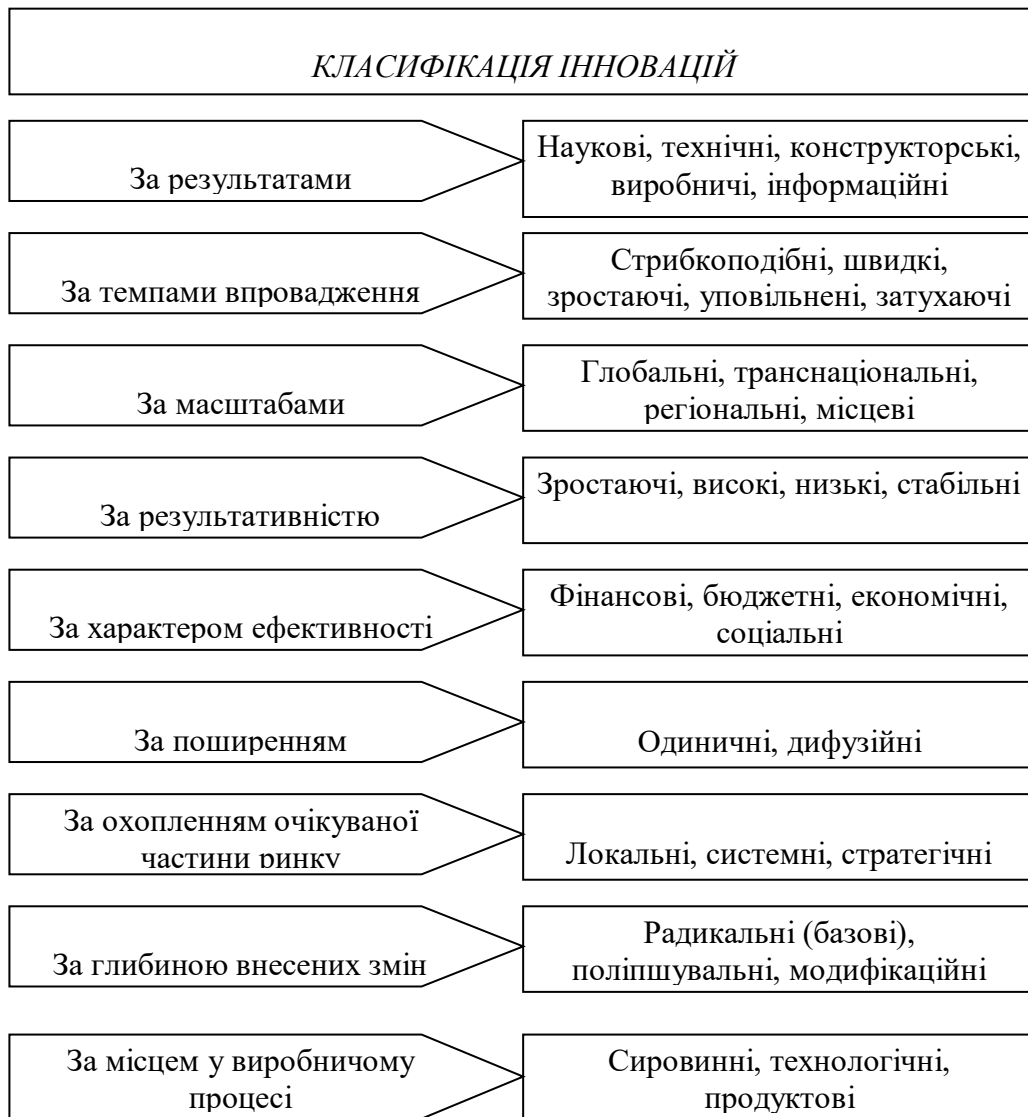 КЛАСИФІКАЦІЯ ІННОВАЦІЙ
За результатами
Наукові, технічні, конструкторські,
виробничі, інформаційні
За темпами впровадження
Стрибкоподібні, швидкі,
зростаючі, уповільнені, затухаючі
За масштабами
Глобальні, транснаціональні,
регіональні, місцеві
За результативністю
Зростаючі, високі, низькі, стабільні
За характером ефективності
Фінансові, бюджетні, економічні,
соціальні
За поширенням
Одиничні, дифузійні
За охопленням очікуваної
частини ринку
Локальні, системні, стратегічні
За глибиною внесених змін
Радикальні (базові),
поліпшувальні, модифікаційні
За місцем у виробничому
процесі
Сировинні, технологічні,
продуктові